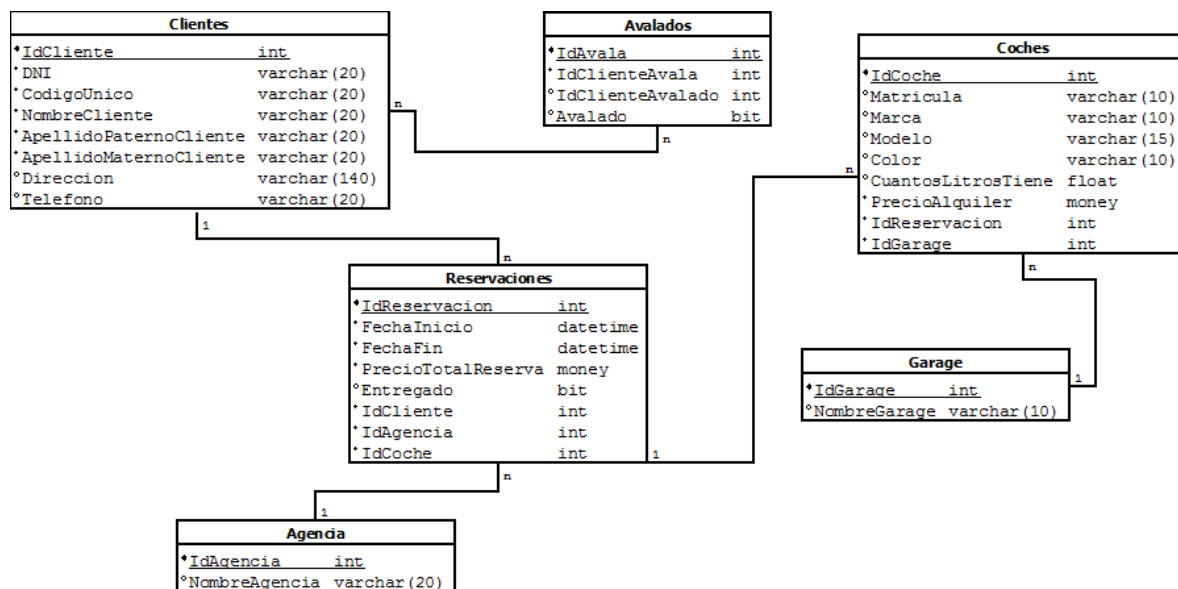 Clientes
IdCliente int
DNI varchar(20)
CodigoUnico varchar(20)
NombreCliente varchar(20)
ApellidoPaternoCliente varchar(20)
ApellidoMaternoCliente varchar(20)
Direccion varchar(140)
Telefono varchar(20)
Avalados
IdAvala int
IdClienteAvala int
IdClienteAvalado int
Avalado bit
n
n
Coches
IdCoche int
Matricula varchar(10)
Marca varchar(10)
Modelo varchar(15)
Color varchar(10)
CuantosLitrosTiene float
PrecioAlquiler money
IdReservacion int
IdGarage int
n
n
1
n
Reservaciones
IdReservacion int
FechaInicio datetime
FechaFin datetime
PrecioTotalReserva money
Entregado bit
IdCliente int
IdAgencia int
IdCoche int
1
n
Garage
IdGarage int
NombreGarage varchar(10)
1
1
Agencia
IdAgencia int
NombreAgencia varchar(20)